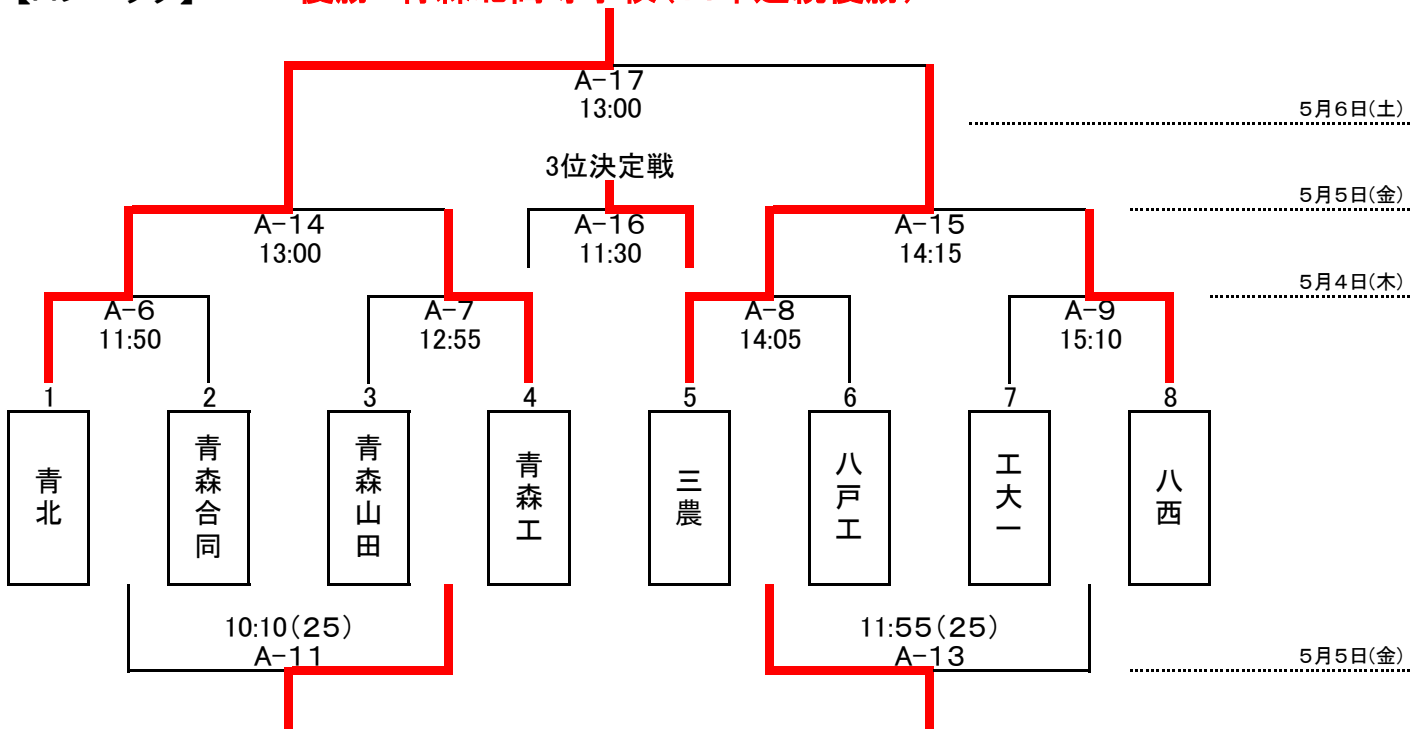 A-17
13:00
5月6日(土)
3位決定戦
5月5日(金)
A-14
13:00
A-16
11:30
A-15
14:15
5月4日(木)
A-6
11:50
A-7
12:55
A-8
14:05
A-9
15:10
1 2 3 4 5 6 7 8
青北
青森合同
青森山田
青森工
三農
八戸工
工大一
八西
10:10(25)
A-11
11:55(25)
A-13
5月5日(金)